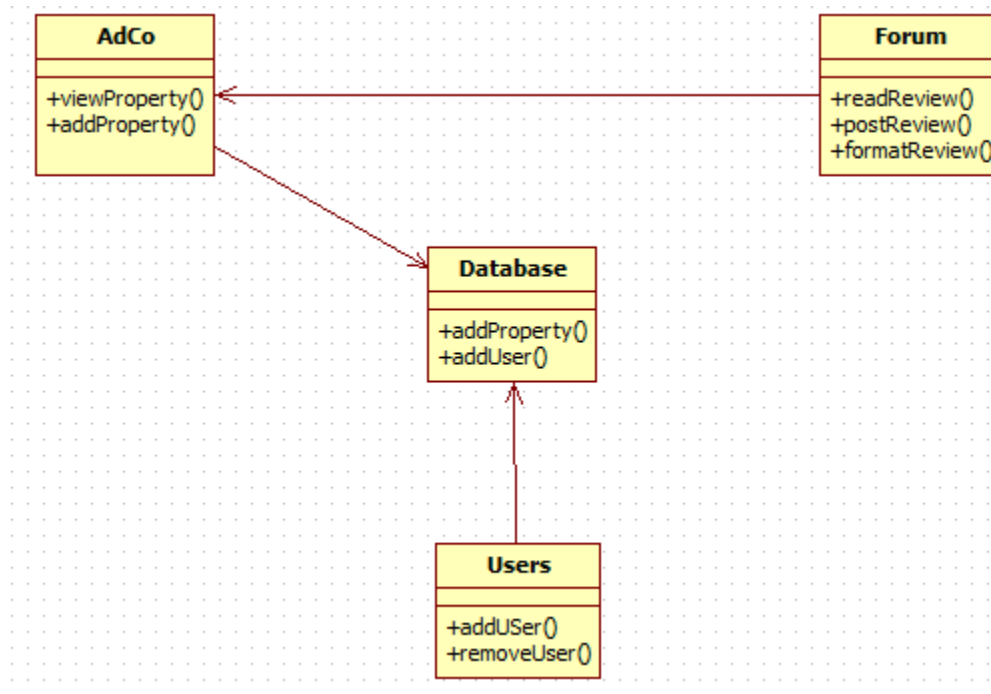 AdCo
+viewProperty()
+addProperty()
Forum
+readReview()
+postReview()
+formatReview()
Database
+addProperty()
+addUser()
Users
+addUSer()
+removeUser()